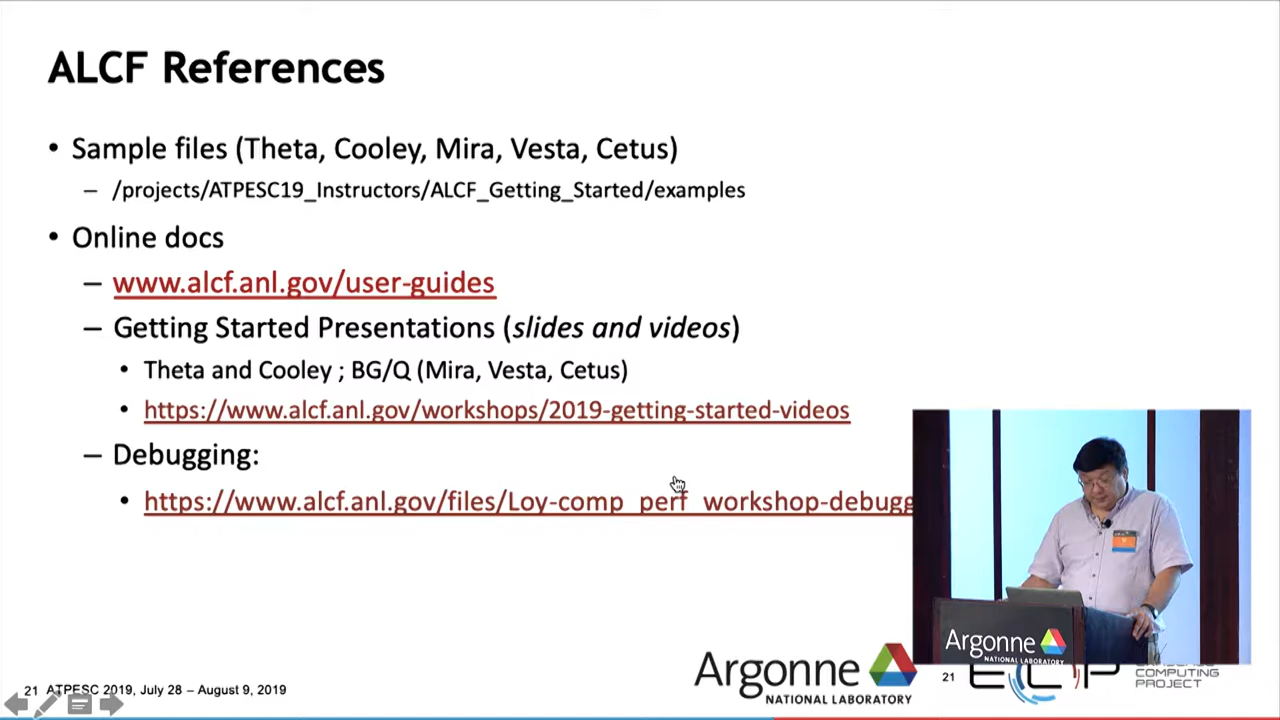 ALCF References
• Sample files (Theta, Cooley, Mira, Vesta, Cetus)
– /projects/ATPESC19_Instructors/ALCF_Getting_Started/examples
• Online docs
– www.alcf.anl.gov/user-guides
– Getting Started Presentations (slides and videos)
• Theta and Cooley ; BG/Q (Mira, Vesta, Cetus)
• https://www.alcf.anl.gov/workshops/2019-getting-started-videos
– Debugging:
• https://www.alcf.anl.gov/files/Loy-comp_perf_workshop-debugg
Argonne
NATIONAL LABORATORY
21 ATPESC 2019, July 28 – August 9, 2019
Argonne
NATIONAL LABORATORY
21
COMPUTING
PROJECT